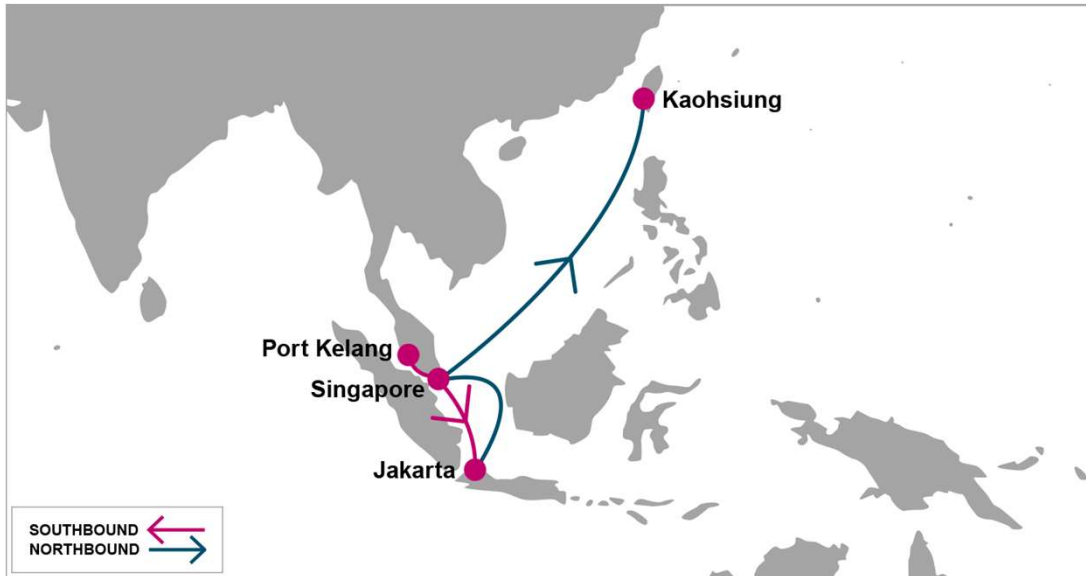 Kaohsiung
Port Kelang
Singapore
Jakarta
SOUTHBOUND
NORTHBOUND